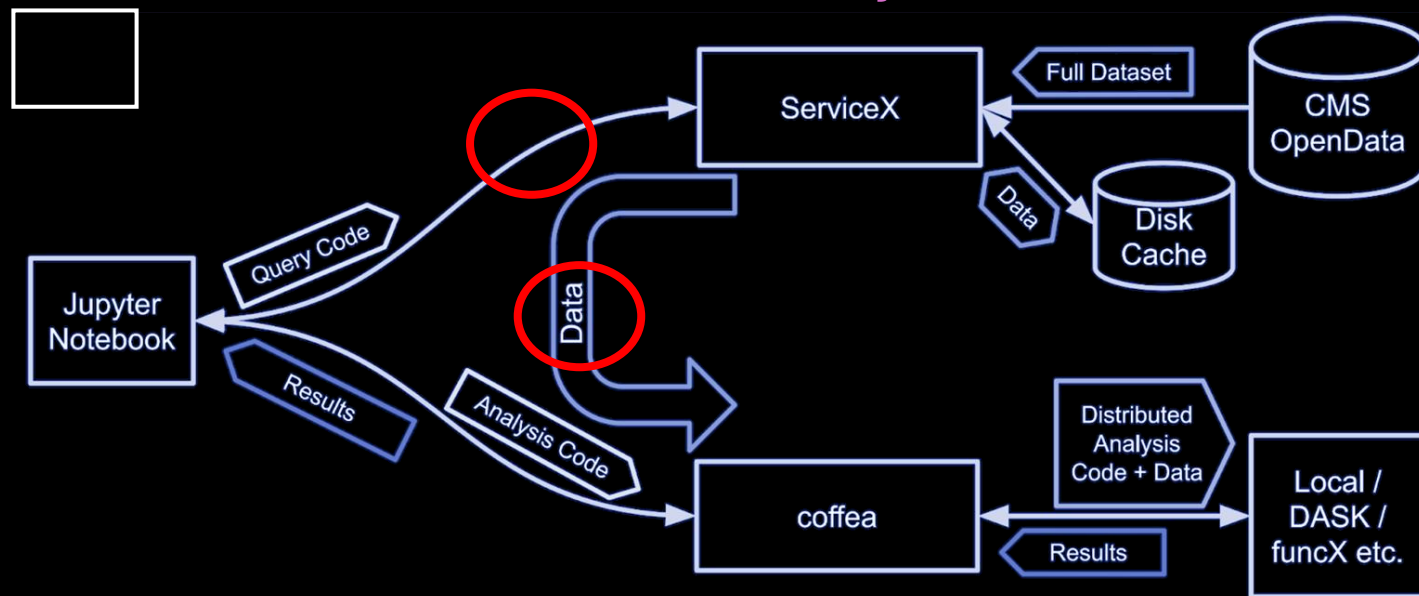 Full Dataset
ServiceX
CMS
OpenData
Data
Disk
Cache
Query Code
Jupyter
Notebook
Data
Results
Analysis Code
Distributed
Analysis
Code + Data
coffea
Local /
DASK /
funcX etc.
Results